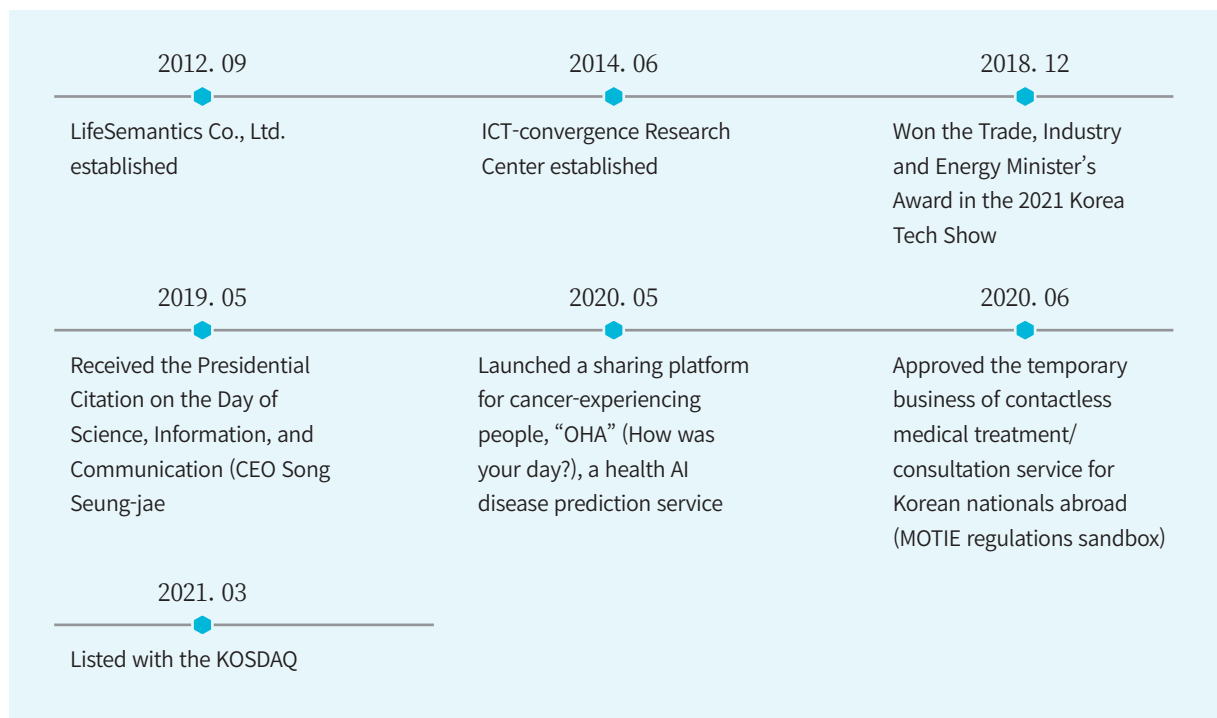 2012. 09
LifeSemantics Co., Ltd.
established
2014. 06
ICT-convergence Research
Center established
2018. 12
Won the Trade, Industry
and Energy Minister’s
Award in the 2021 Korea
Tech Show
2019. 05
Received the Presidential
Citation on the Day of
Science, Information, and
Communication (CEO Song
Seung-jae
2020. 05
Launched a sharing platform
for cancer-experiencing
people, “OHA” (How was
your day?), a health AI
disease prediction service
2020. 06
Approved the temporary
business of contactless
medical treatment/
consultation service for
Korean nationals abroad
(MOTIE regulations sandbox)
2021. 03
Listed with the KOSDAQ